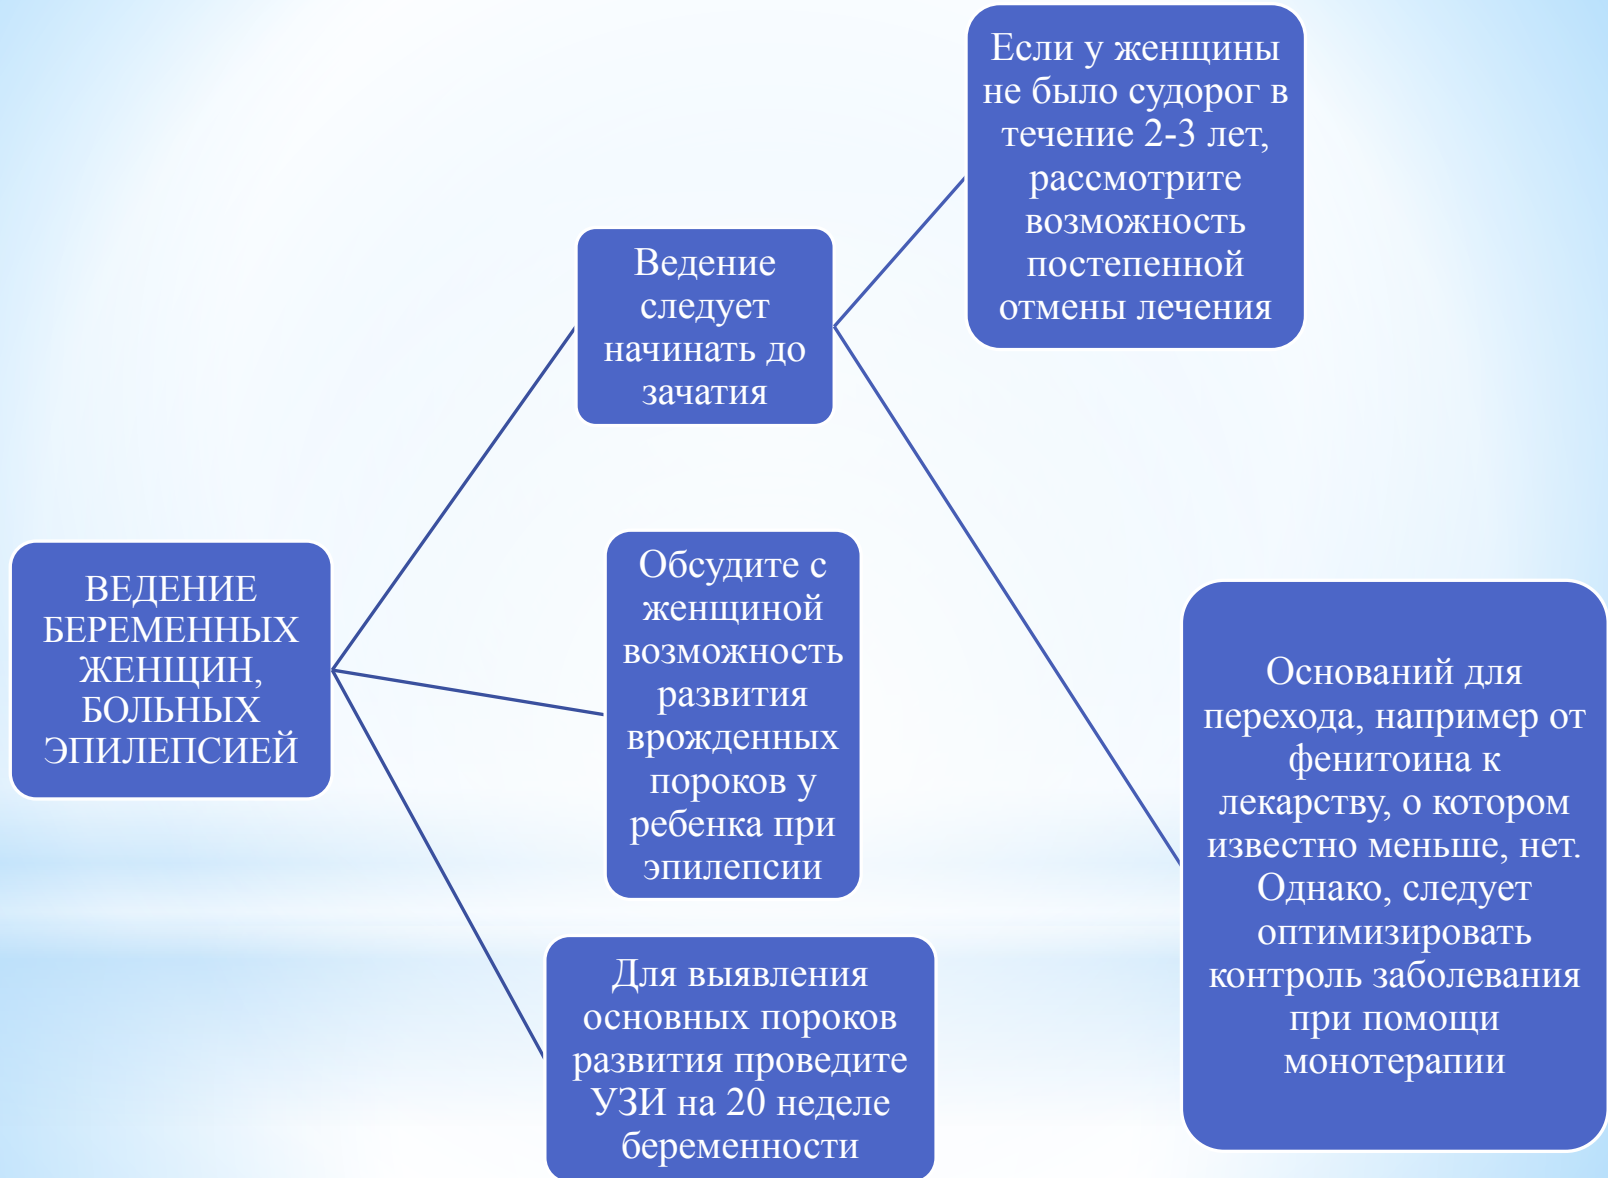 ВЕДЕНИЕ
БЕРЕМЕННЫХ
ЖЕНЩИН,
БОЛЬНЫХ
ЭПИЛЕПСИЕЙ
Ведение
следует
начинать до
зачатия
Если у женщины
не было судорог в
течение 2-3 лет,
рассмотрите
возможность
постепенной
отмены лечения
Оснований для
перехода, например от
фенитоина к
лекарству, о котором
известно меньше, нет.
Однако, следует
оптимизировать
контроль заболевания
при помощи
монотерапии
Обсудите с
женщиной
возможность
развития
врожденных
пороков у
ребенка при
эпилепсии
Для выявления
основных пороков
развития проведите
УЗИ на 20 неделе
беременности